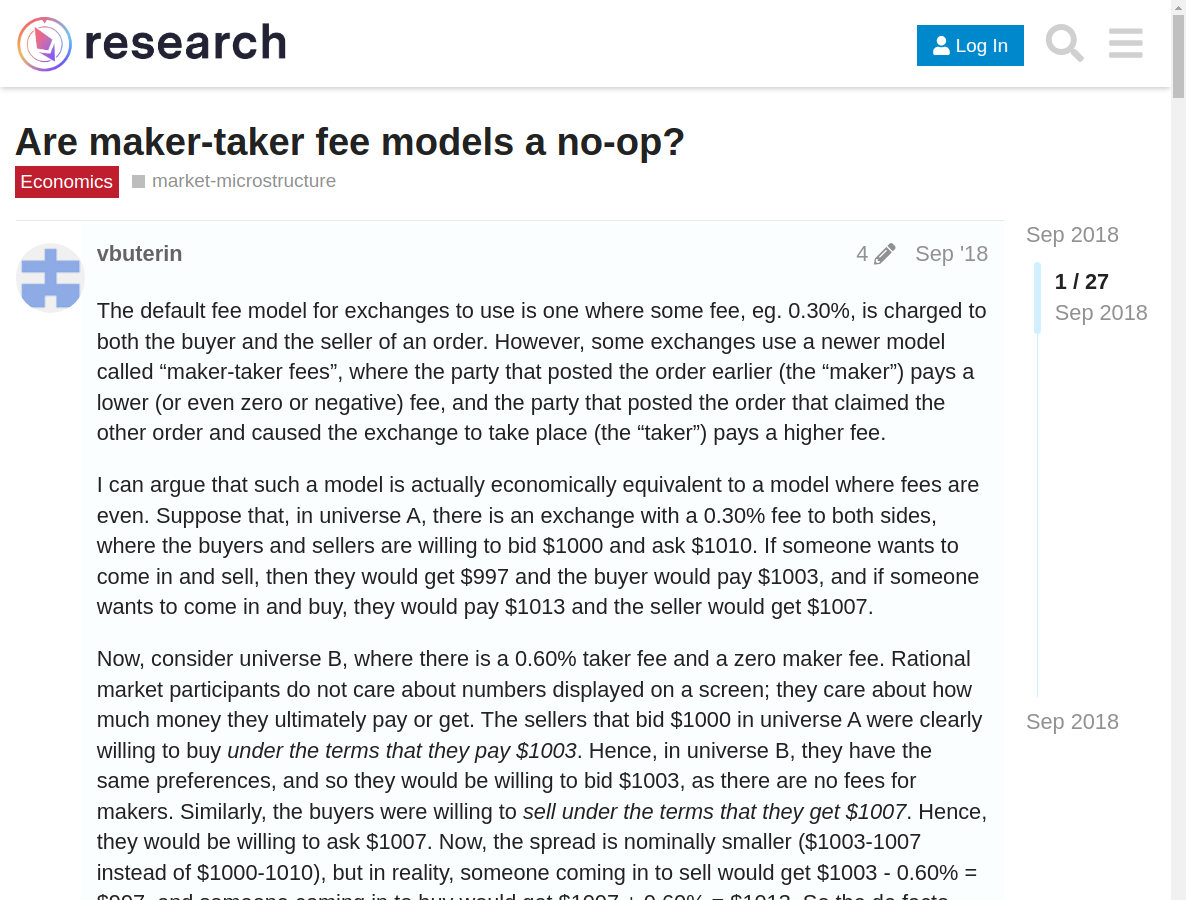 research
Log In
Are maker-taker fee models a no-op?
Economics
market-microstructure
vbuterin
4
Sep '18
The default fee model for exchanges to use is one where some fee, eg. 0.30%, is charged to
both the buyer and the seller of an order. However, some exchanges use a newer model
called “maker-taker fees”, where the party that posted the order earlier (the “maker”) pays a
lower (or even zero or negative) fee, and the party that posted the order that claimed the
other order and caused the exchange to take place (the “taker”) pays a higher fee.
I can argue that such a model is actually economically equivalent to a model where fees are
even. Suppose that, in universe A, there is an exchange with a 0.30% fee to both sides,
where the buyers and sellers are willing to bid $1000 and ask $1010. If someone wants to
come in and sell, then they would get $997 and the buyer would pay $1003, and if someone
wants to come in and buy, they would pay $1013 and the seller would get $1007.
Now, consider universe B, where there is a 0.60% taker fee and a zero maker fee. Rational
market participants do not care about numbers displayed on a screen; they care about how
much money they ultimately pay or get. The sellers that bid $1000 in universe A were clearly
willing to buy under the terms that they pay $1003. Hence, in universe B, they have the
same preferences, and so they would be willing to bid $1003, as there are no fees for
makers. Similarly, the buyers were willing to sell under the terms that they get $1007. Hence,
they would be willing to ask $1007. Now, the spread is nominally smaller ($1003-1007
instead of $1000-1010), but in reality, someone coming in to sell would get $1003 - 0.60% =
Sep 2018
1 / 27
Sep 2018
Sep 2018